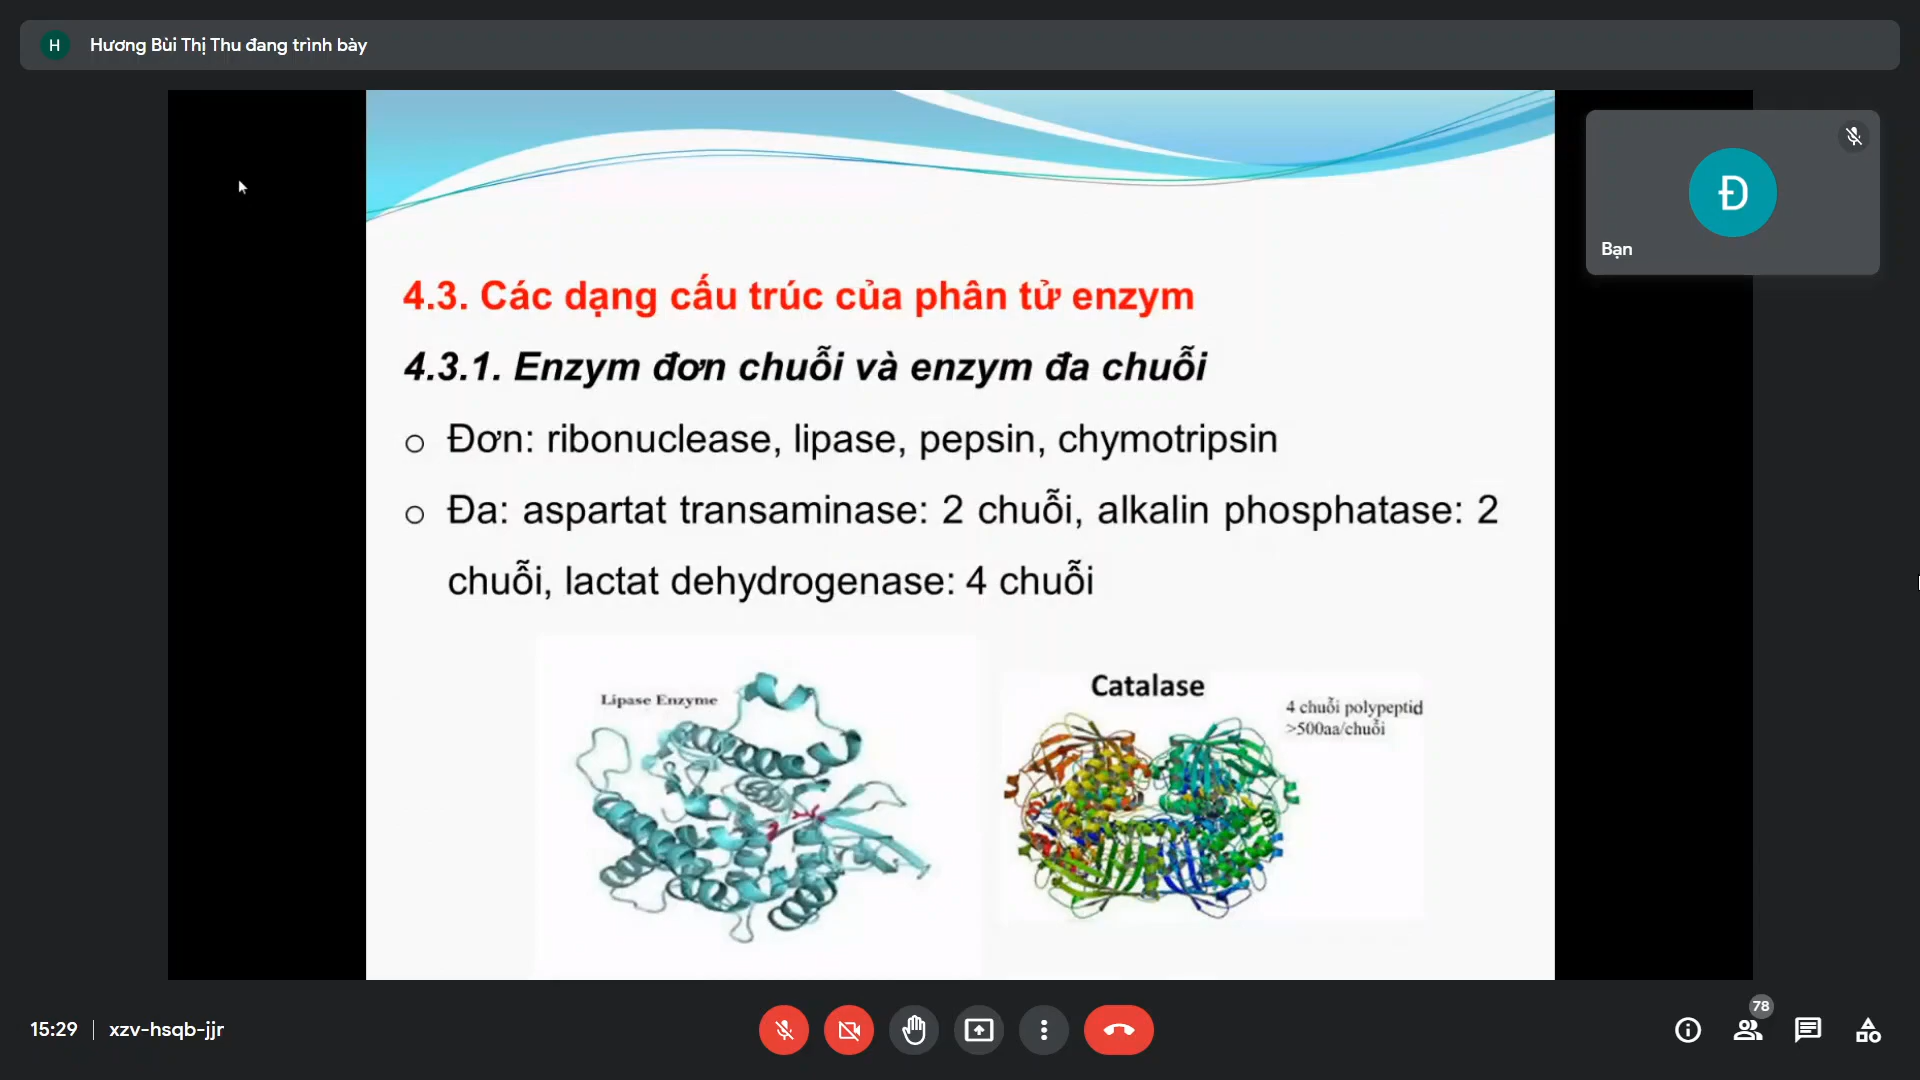 H
Hương Bùi Thị Thu đang trình bày
Đ
Bạn
4.3. Các dạng cấu trúc của phân tử enzym
4.3.1. Enzym đơn chuỗi và enzym đa chuỗi
Đơn: ribonuclease, lipase, pepsin, chymotripsin
Đa: aspartat transaminase: 2 chuỗi, alkalin phosphatase: 2
chuỗi, lactat dehydrogenase: 4 chuỗi
Lipase Enzyme
Catalase
4 chuỗi polypeptid
>500aa/chuỗi
15:29 | xzv-hsqb-jjr
78